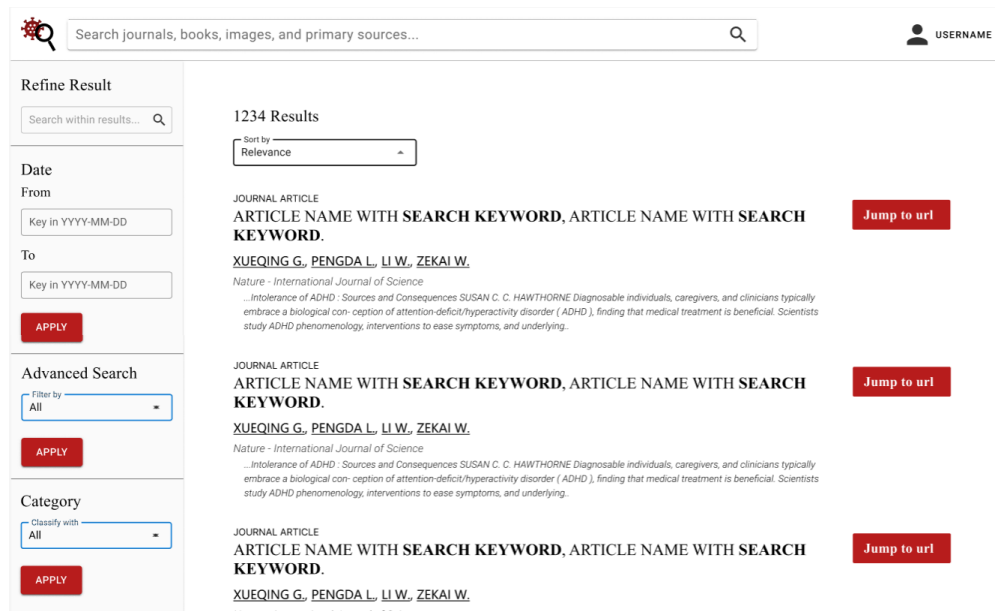 Search journals, books, images, and primary sources...
USERNAME
Refine Result
Search within results...
Date
From
Key in YYYY-MM-DD
To
Key in YYYY-MM-DD
APPLY
Advanced Search
Filter by
All
APPLY
Category
Classify with
All
APPLY
1234 Results
Sort by
Relevance
JOURNAL ARTICLE
ARTICLE NAME WITH SEARCH KEYWORD, ARTICLE NAME WITH SEARCH
KEYWORD.
Jump to url
XUEQING G., PENGDA L., LI W., ZEKAI W.
Nature - International Journal of Science
...Intolerance of ADHD : Sources and Consequences SUSAN C. C. HAWTHORNE Diagnosable individuals, caregivers, and clinicians typically
embrace a biological con- ception of attention-deficit/hyperactivity disorder ( ADHD ), finding that medical treatment is beneficial. Scientists
study ADHD phenomenology, interventions to ease symptoms, and underlying..
JOURNAL ARTICLE
ARTICLE NAME WITH SEARCH KEYWORD, ARTICLE NAME WITH SEARCH
KEYWORD.
Jump to url
XUEQING G., PENGDA L., LI W., ZEKAI W.
Nature - International Journal of Science
...Intolerance of ADHD : Sources and Consequences SUSAN C. C. HAWTHORNE Diagnosable individuals, caregivers, and clinicians typically
embrace a biological con- ception of attention-deficit/hyperactivity disorder ( ADHD ), finding that medical treatment is beneficial. Scientists
study ADHD phenomenology, interventions to ease symptoms, and underlying..
JOURNAL ARTICLE
ARTICLE NAME WITH SEARCH KEYWORD, ARTICLE NAME WITH SEARCH
KEYWORD.
Jump to url
XUEQING G., PENGDA L., LI W., ZEKAI W.